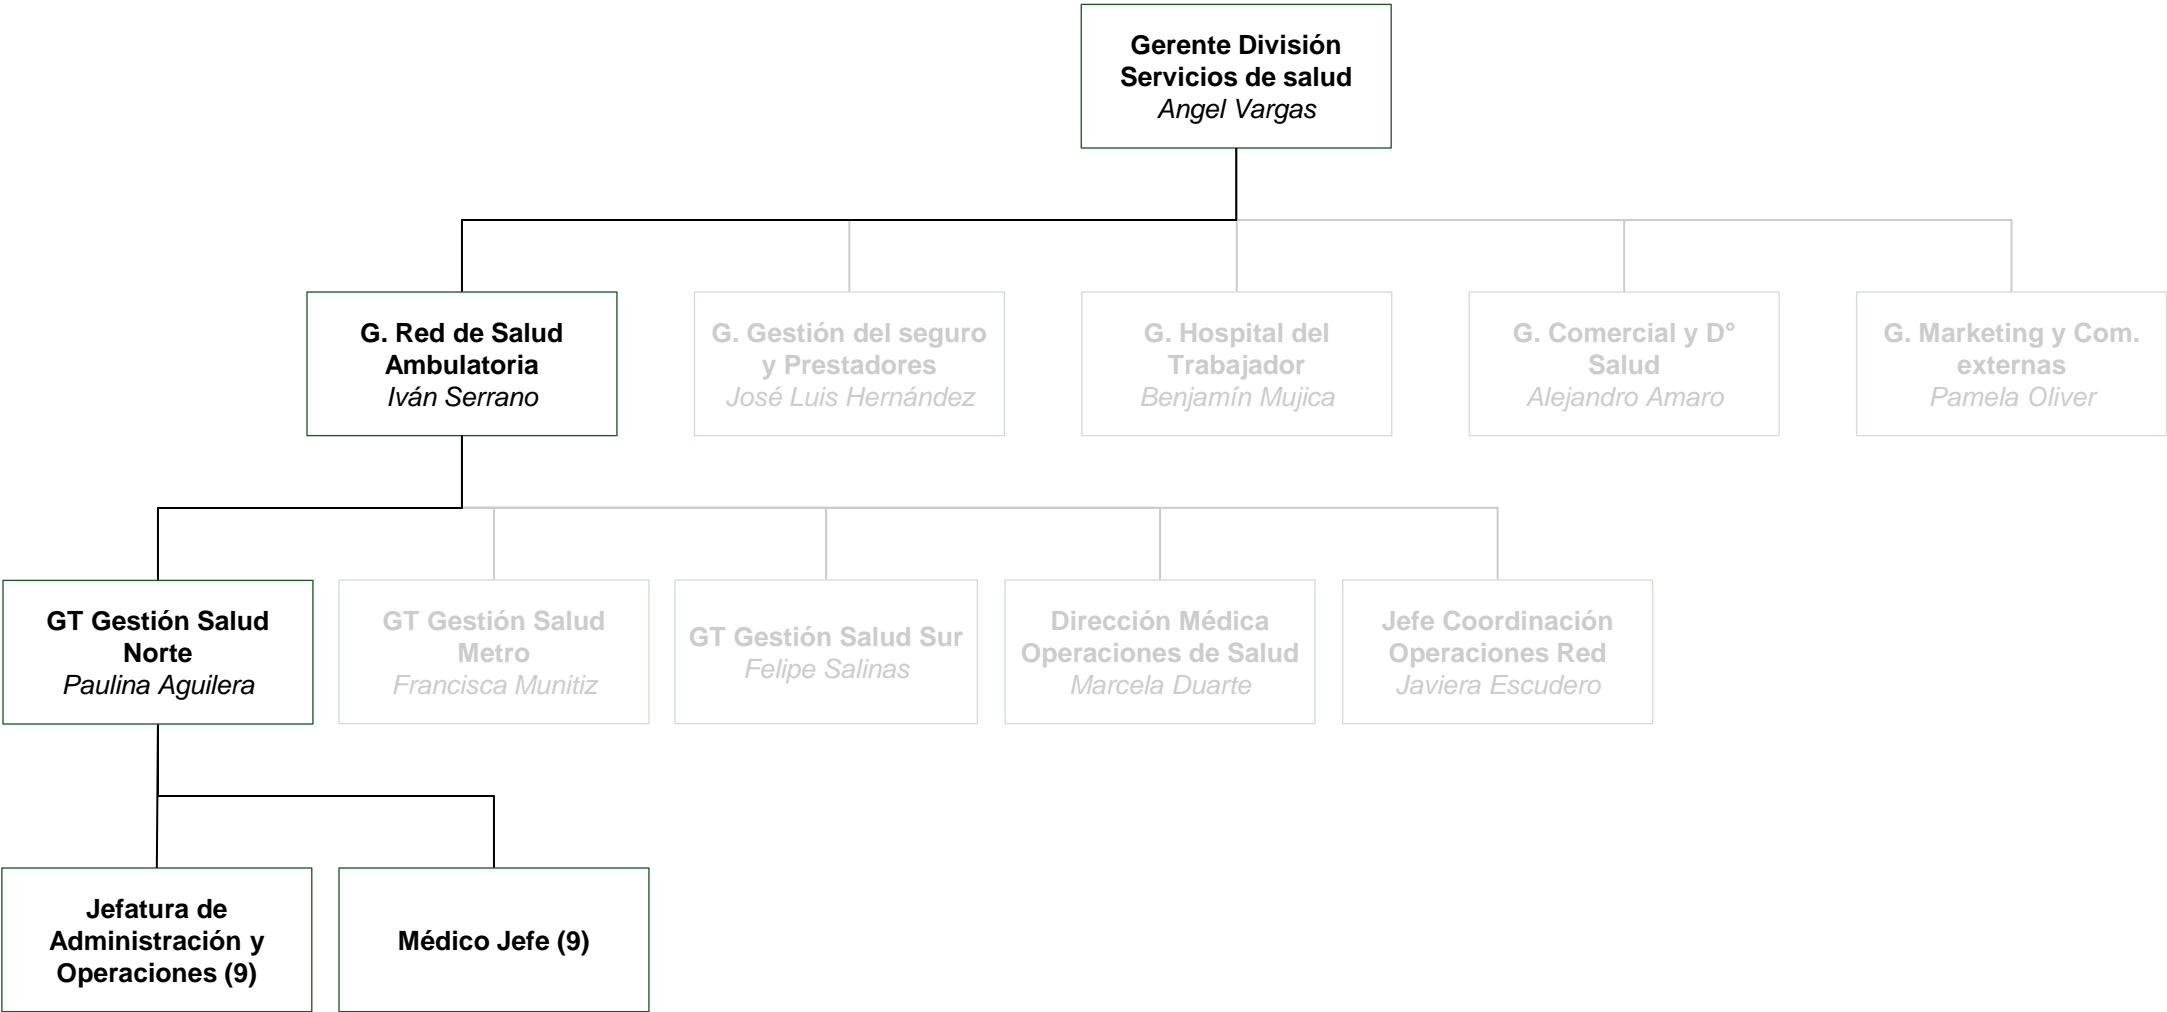 Gerente División
Servicios de salud
Angel Vargas
G. Red de Salud
Ambulatoria
Iván Serrano
G. Gestión del seguro
y Prestadores
José Luis Hernández
G. Hospital del
Trabajador
Benjamín Mujica
G. Comercial y D°
Salud
Alejandro Amaro
G. Marketing y Com.
externas
Pamela Oliver
GT Gestión Salud
Norte
Paulina Aguilera
GT Gestión Salud
Metro
Francisca Munitiz
GT Gestión Salud Sur
Felipe Salinas
Dirección Médica
Operaciones de Salud
Marcela Duarte
Jefe Coordinación
Operaciones Red
Javiera Escudero
Jefatura de
Administración y
Operaciones (9)
Médico Jefe (9)